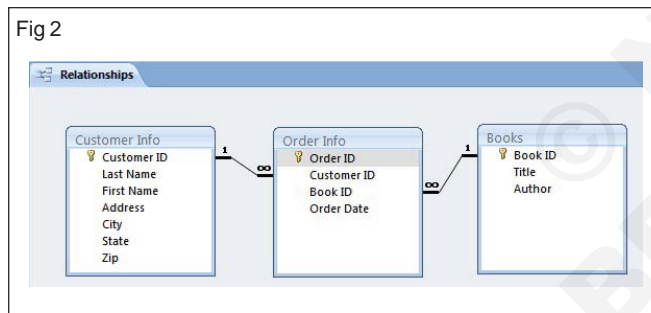 Fig 2
Relationships
Customer Info
Customer ID
Last Name
First Name
Address
City
State
Zip
1
∞
Order Info
Order ID
Customer ID
Book ID
Order Date
∞
1
Books
Book ID
Title
Author
©